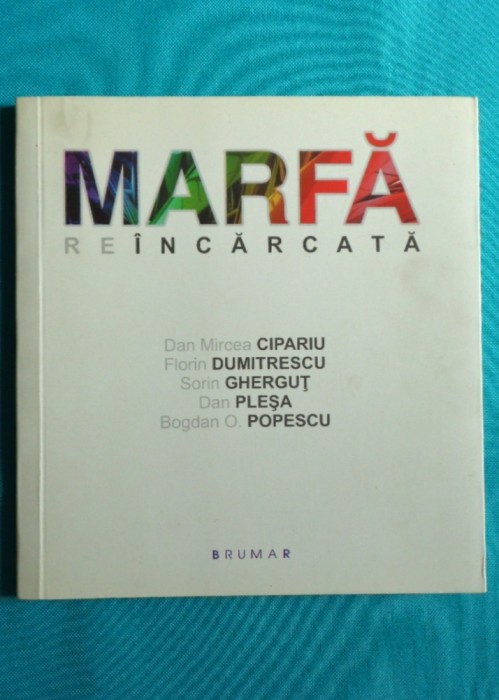 MARFĂ
REÎNCĂRCATĂ
Dan Mircea CIPARIU
Florin DUMITRESCU
Sorin GHERGUŢ
Dan PLEŞA
Bogdan O. POPESCU
BRUMAR